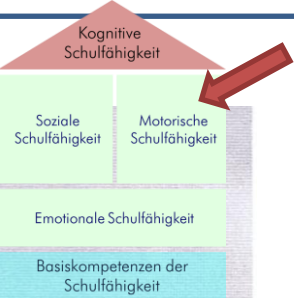 Kognitive
Schulfähigkeit
Soziale
Schulfähigkeit
Motorische
Schulfähigkeit
Emotionale Schulfähigkeit
Basiskompetenzen der
Schulfähigkeit